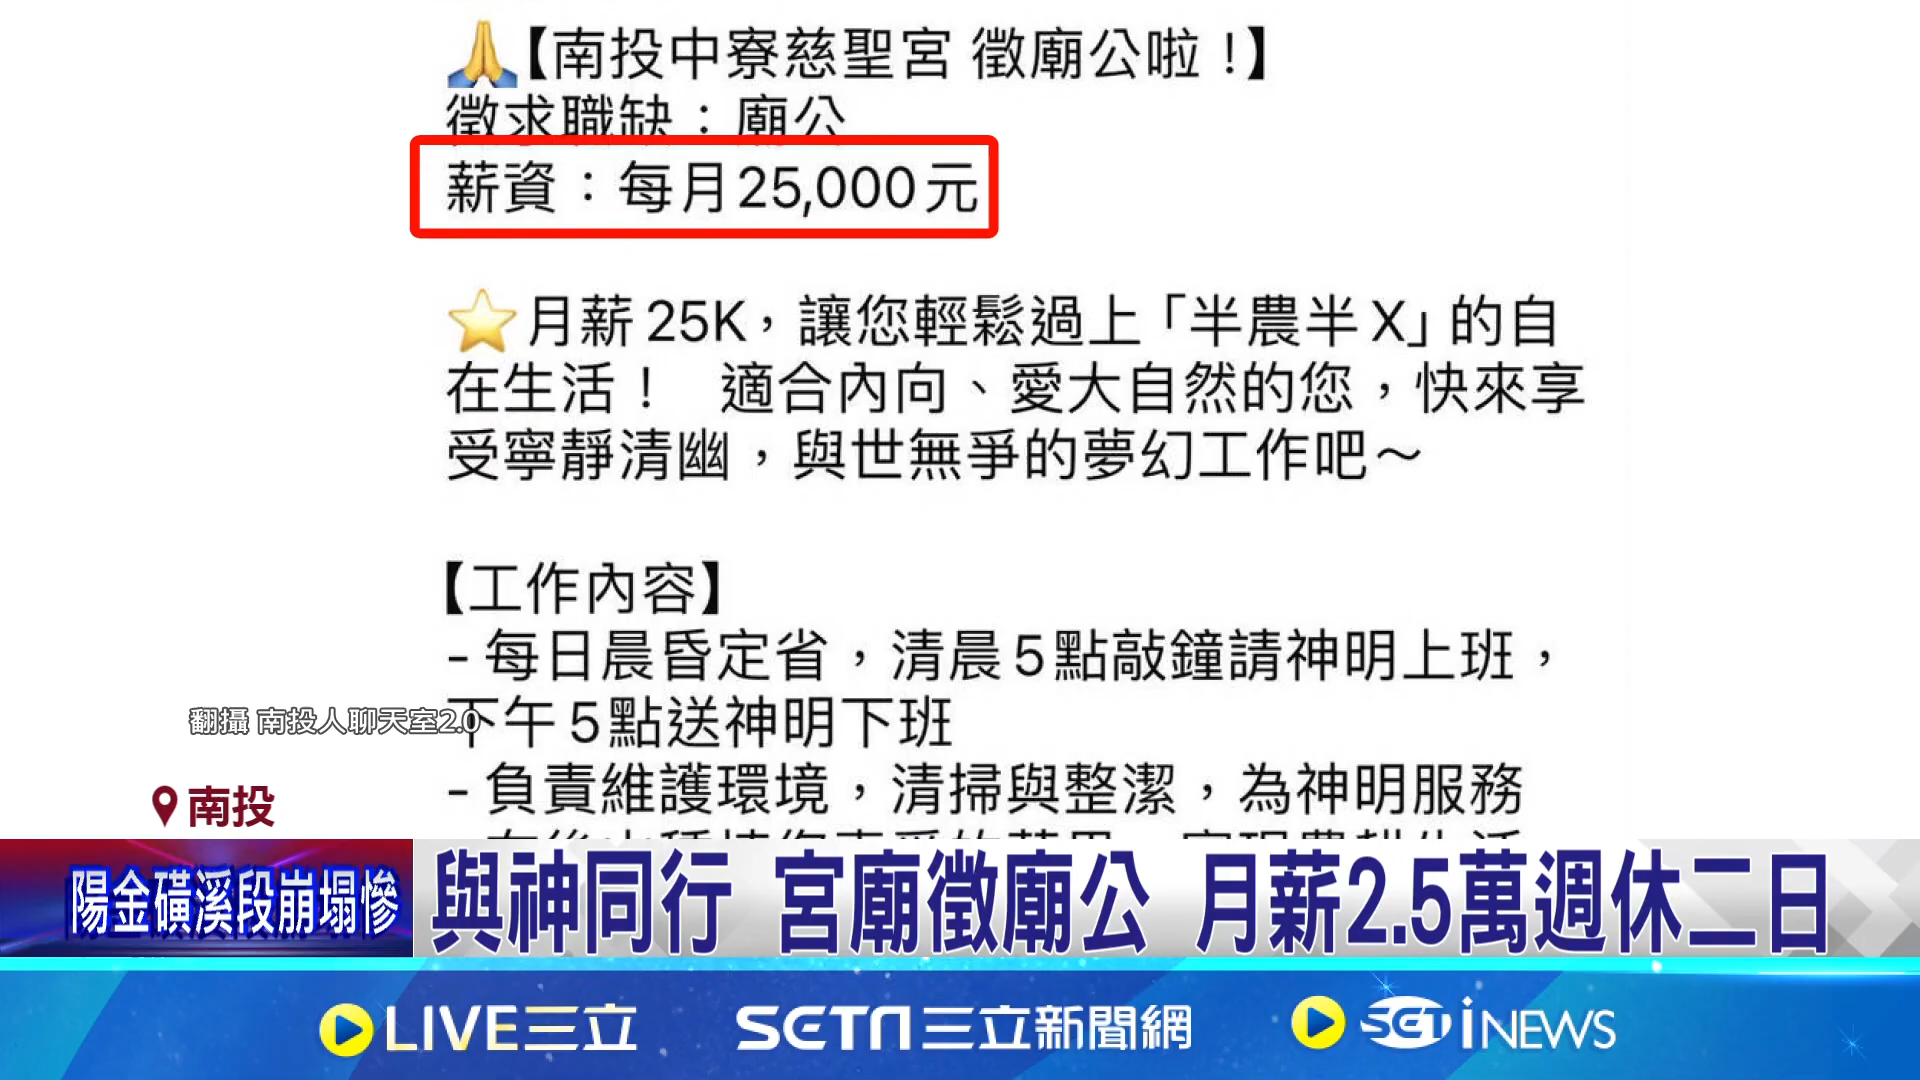 🙏【南投中寮慈聖宮 徵廟公啦！】
徵求職缺：廟公
薪資：每月25,000元
⭐月薪25K，讓您輕鬆過上「半農半X」的自
在生活！ 適合內向、愛大自然的您，快來享
受寧靜清幽，與世無爭的夢幻工作吧～
【工作內容】
- 每日晨昏定省，清晨5點敲鐘請神明上班，
下午5點送神明下班
- 負責維護環境，清掃與整潔，為神明服務
翻攝 南投人聊天室2.0
南投
陽金磺溪段崩塌慘
與神同行 宮廟徵廟公 月薪2.5萬週休二日
LIVE三立
SETN三立新聞網
SET iNEWS